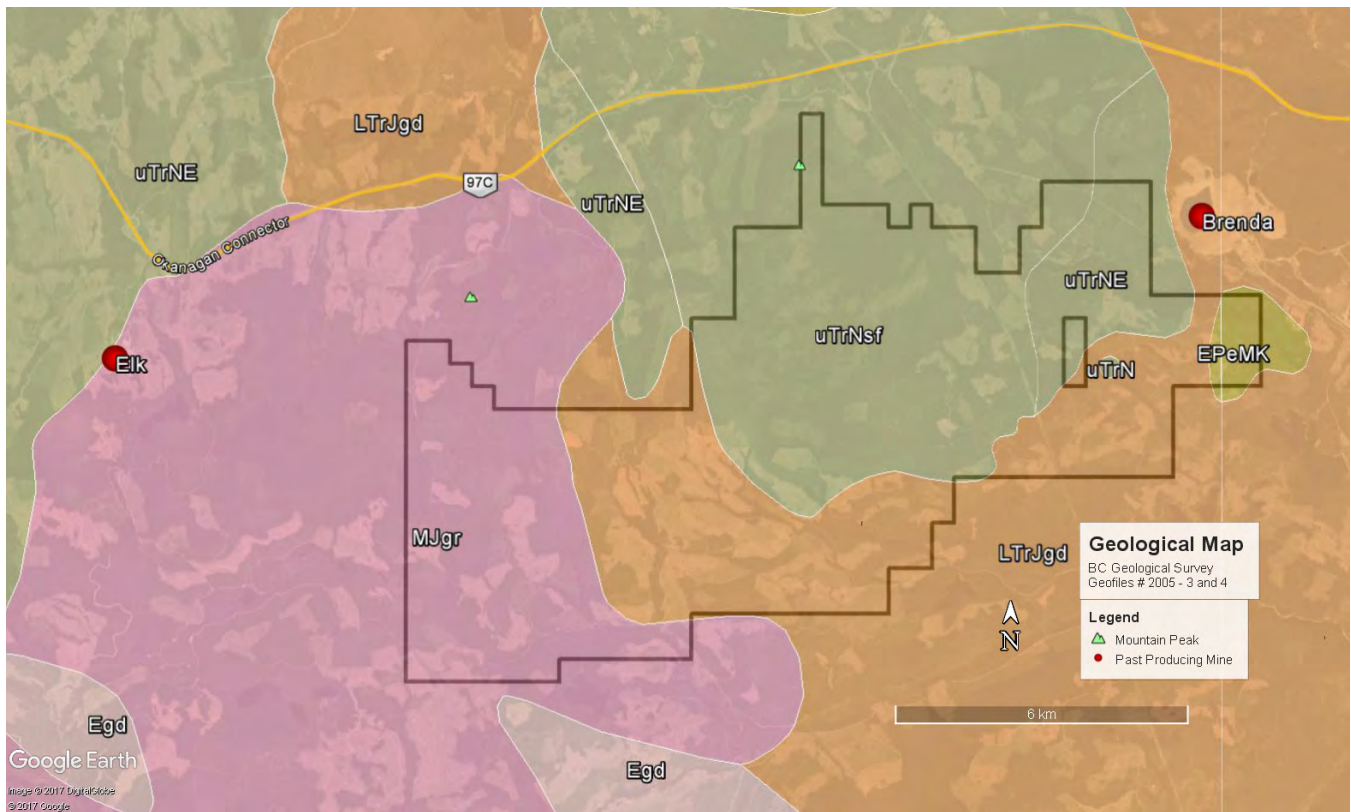 LTrJgd
uTrNE
97C
uTrNE
Okanagan Connector
Brenda
uTrNE
uTrNsf
Elk
EPeMK
uTrN
MJgr
LTrJgd
Geological Map
BC Geological Survey
Geofiles # 2005 - 3 and 4
Legend
Mountain Peak
Past Producing Mine
N
6 km
Egd
Egd
Google Earth
Image © 2017 DigitalGlobe
© 2017 Google